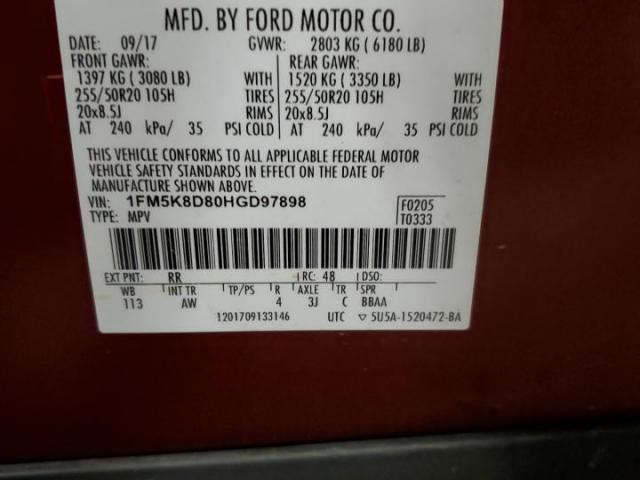 MFD. BY FORD MOTOR CO.
DATE: 09/17 GVWR: 2803 KG ( 6180 LB)
FRONT GAWR: REAR GAWR:
1397 KG ( 3080 LB) WITH 1520 KG ( 3350 LB) WITH
255/50R20 105H TIRES 255/50R20 105H TIRES
20x8.5J RIMS 20x8.5J RIMS
AT 240 kPa/ 35 PSI COLD AT 240 kPa/ 35 PSI COLD
THIS VEHICLE CONFORMS TO ALL APPLICABLE FEDERAL MOTOR
VEHICLE SAFETY STANDARDS IN EFFECT ON THE DATE OF
MANUFACTURE SHOWN ABOVE.
VIN: 1FM5K8D80HGD97898 F0205
TYPE: MPV T0333
EXT PNT: RR RC: 48 DSO:
WB INT TR TP/PS R AXLE TR SPR
113 AW 4 3J C BBAA
1201709133146 UTC ▽ 5U5A-1520472-BA